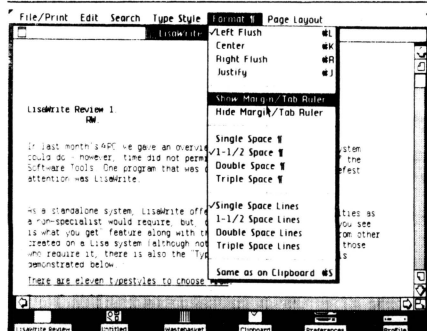 File/Print Edit Search Type Style Format ¶ Page Layout
LisaWrite
✓Left Flush L
Center K
Right Flush R
Justify J
Show Margin/Tab Ruler
Hide Margin/Tab Ruler
Single Space ¶
✓1-1/2 Space ¶
Double Space ¶
Triple Space ¶
✓Single Space Lines
1-1/2 Space Lines
Double Space Lines
Triple Space Lines
Same as on Clipboard S
LisaWrite Review 1.
RW.
In last month's APC we gave an overvie ystem
could do - however, time did not permi the
Software Tools. One program that was efest
attention was LisaWrite.
As a standalone system, LisaWrite offe ities as
a non-specialist would require, but you see
is what you get" feature along with th om other
created on a Lisa system (although not those
who require it, there is also the "Typ s
demonstrated below.
There are eleven typestyles to choose
LisaWrite Review Untitled Wastebasket Clipboard Preferences Profile